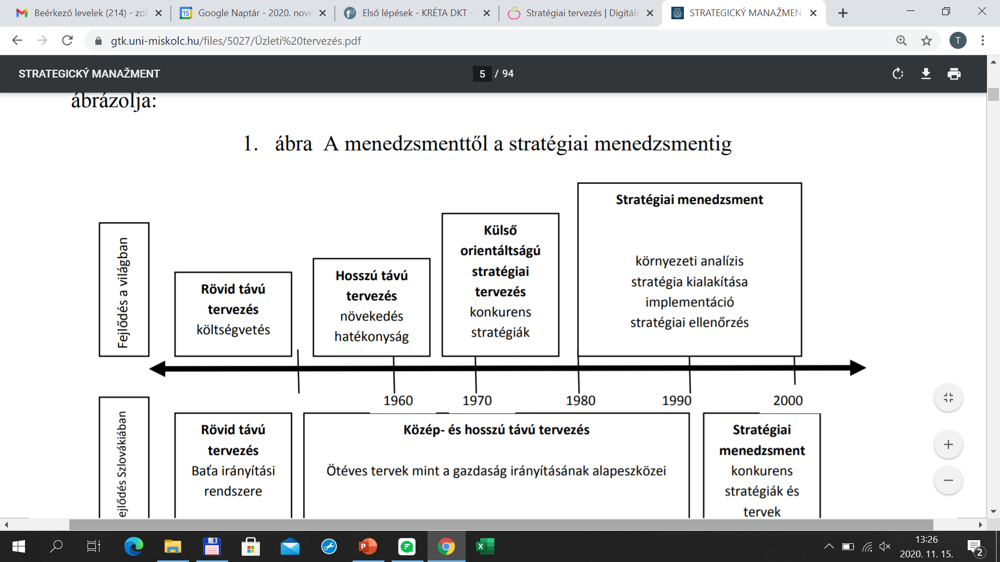 Beérkező levelek (214) - zol
Google Naptár - 2020. nove
Első lépések - KRÉTA DKT -
Stratégiai tervezés | Digitális
STRATEGICKÝ MANAŽMEN
gtk.uni-miskolc.hu/files/5027/Üzleti%20tervezés.pdf
T
STRATEGICKÝ MANAŽMENT
5 / 94
ábrázolja:
1. ábra A menedzsmenttől a stratégiai menedzsmentig
Fejlődés a világban
Rövid távú
tervezés
költségvetés
Hosszú távú
tervezés
növekedés
hatékonyság
Külső
orientáltságú
stratégiai
tervezés
konkurens
stratégiák
Stratégiai menedzsment
környezeti analízis
stratégia kialakítása
implementáció
stratégiai ellenőrzés
1960
1970
1980
1990
2000
ejlődés Szlovákiában
Rövid távú
tervezés
Baťa irányítási
rendszere
Közép- és hosszú távú tervezés
Ötéves tervek mint a gazdaság irányításának alapeszközei
Stratégiai
menedzsment
konkurens
stratégiák és
tervek
13:26
2020. 11. 15.
2